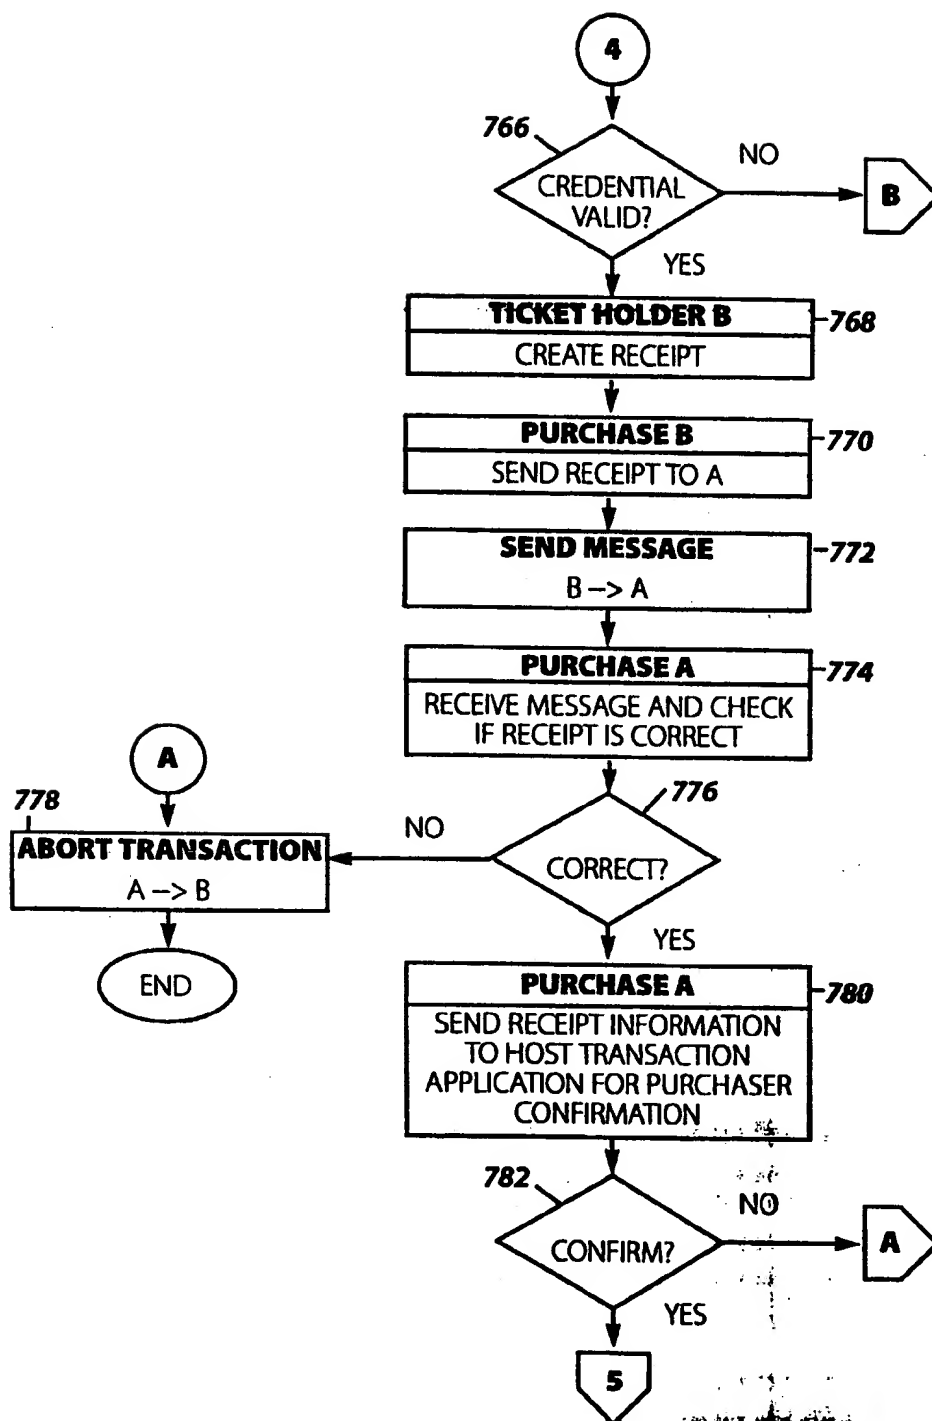 4
766
NO
CREDENTIAL
VALID?
B
YES
TICKET HOLDER B
768
CREATE RECEIPT
PURCHASE B
770
SEND RECEIPT TO A
SEND MESSAGE
772
B --> A
PURCHASE A
774
RECEIVE MESSAGE AND CHECK
IF RECEIPT IS CORRECT
A
776
778
NO
ABORT TRANSACTION
CORRECT?
A --> B
YES
END
PURCHASE A
780
SEND RECEIPT INFORMATION
TO HOST TRANSACTION
APPLICATION FOR PURCHASER
CONFIRMATION
782
NO
CONFIRM?
A
YES
5